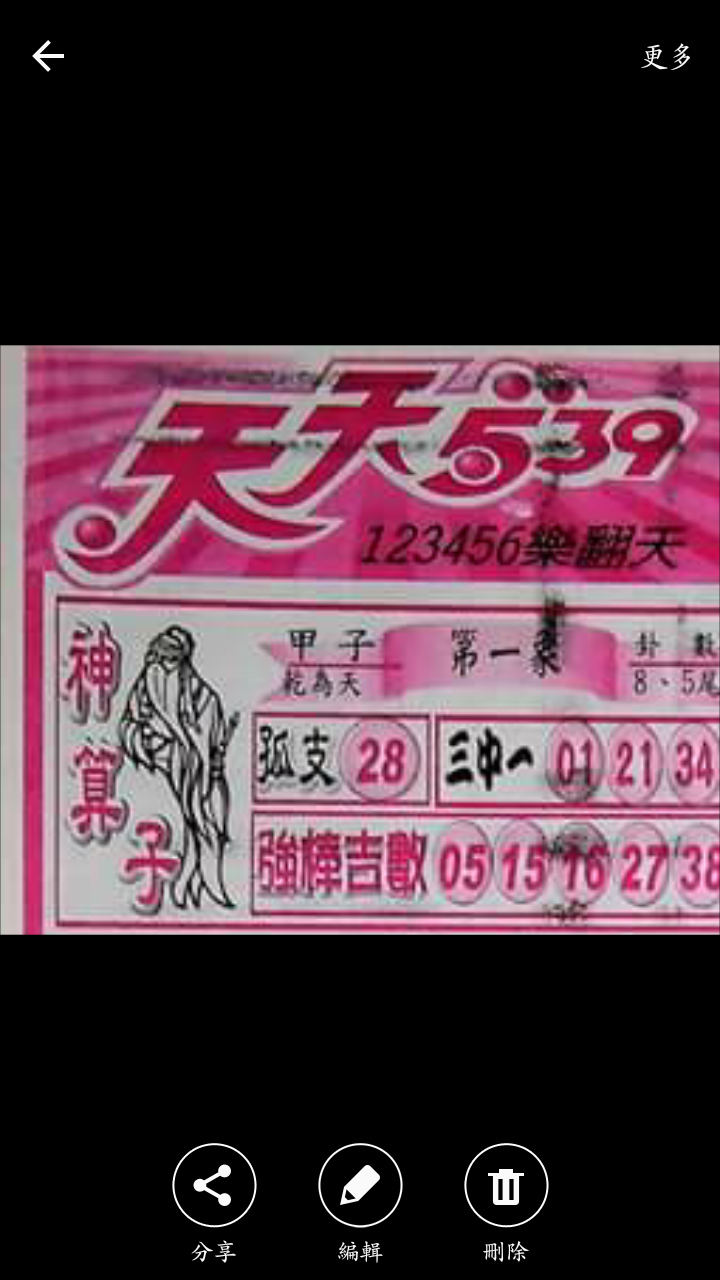 更多
天天539
123456樂翻天
神算子
甲子 第一象 卦 數
乾為天 8、5尾
孤支 28 三中一 01 21 34
強棒吉數 05 15 16 27 38
分享 編輯 刪除